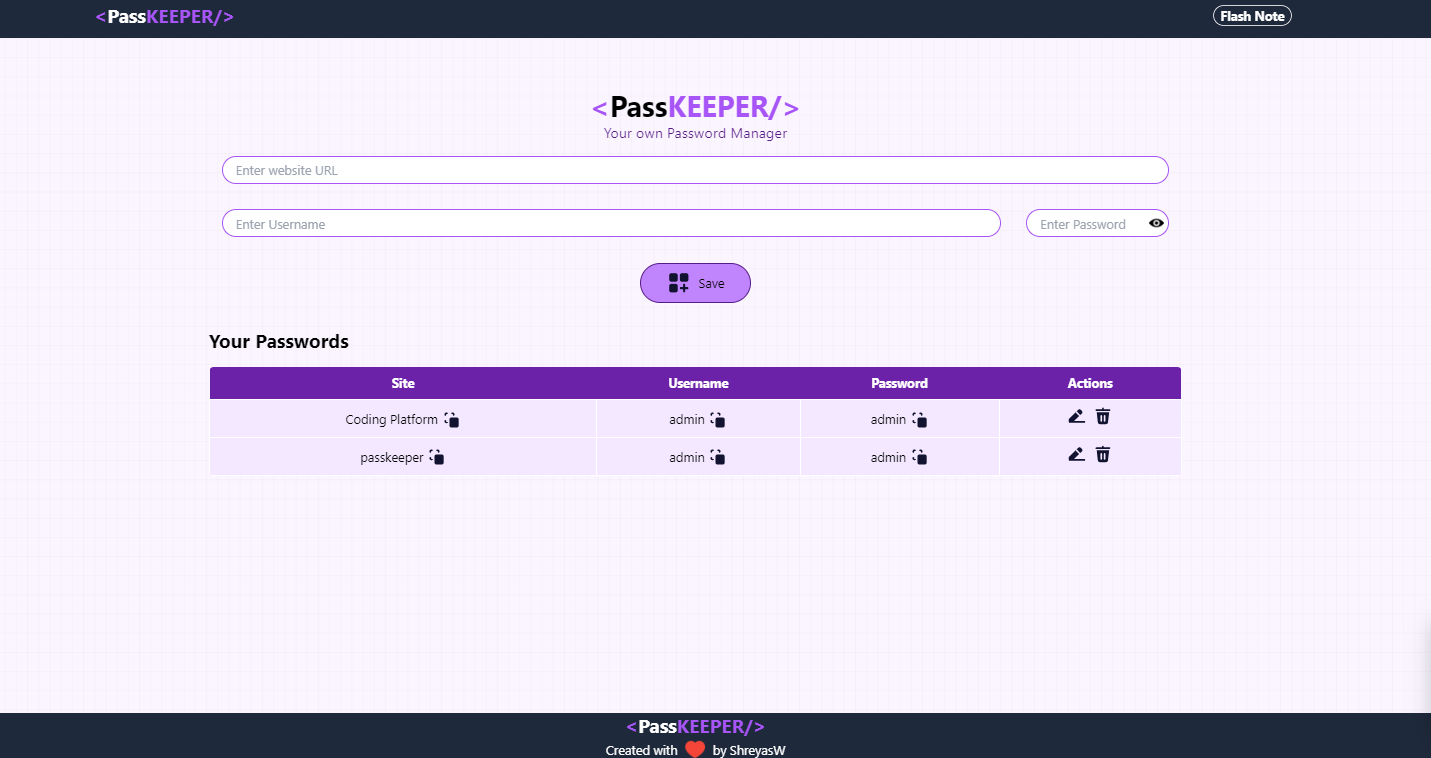 <PassKEEPER/> Flash Note
<PassKEEPER/>
Your own Password Manager
Enter website URL
Enter Username Enter Password
Save
Your Passwords
Site Username Password Actions
Coding Platform admin admin
passkeeper admin admin
<PassKEEPER/>
Created with by ShreyasW